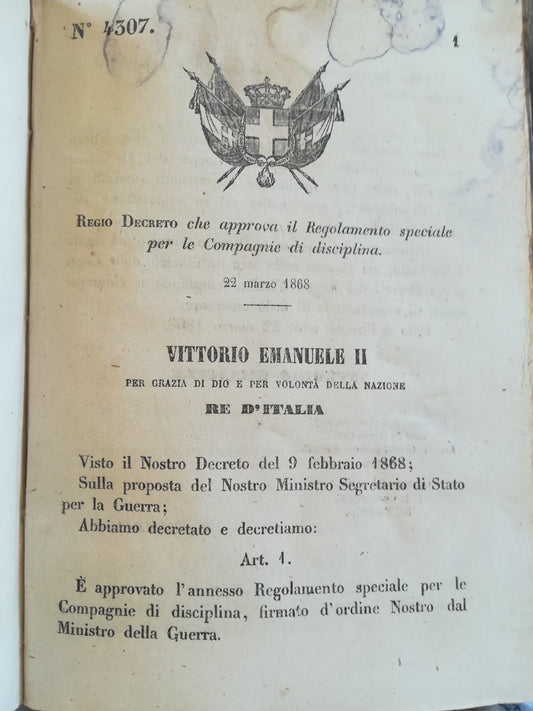 N° 4307.
1
REGIO DECRETO che approva il Regolamento speciale
per le Compagnie di disciplina.
22 marzo 1868
VITTORIO EMANUELE II
PER GRAZIA DI DIO E PER VOLONTÀ DELLA NAZIONE
RE D'ITALIA
Visto il Nostro Decreto del 9 febbraio 1868;
Sulla proposta del Nostro Ministro Segretario di Stato
per la Guerra;
Abbiamo decretato e decretiamo:
Art. 1.
È approvato l'annesso Regolamento speciale per le
Compagnie di disciplina, firmato d'ordine Nostro dal
Ministro della Guerra.